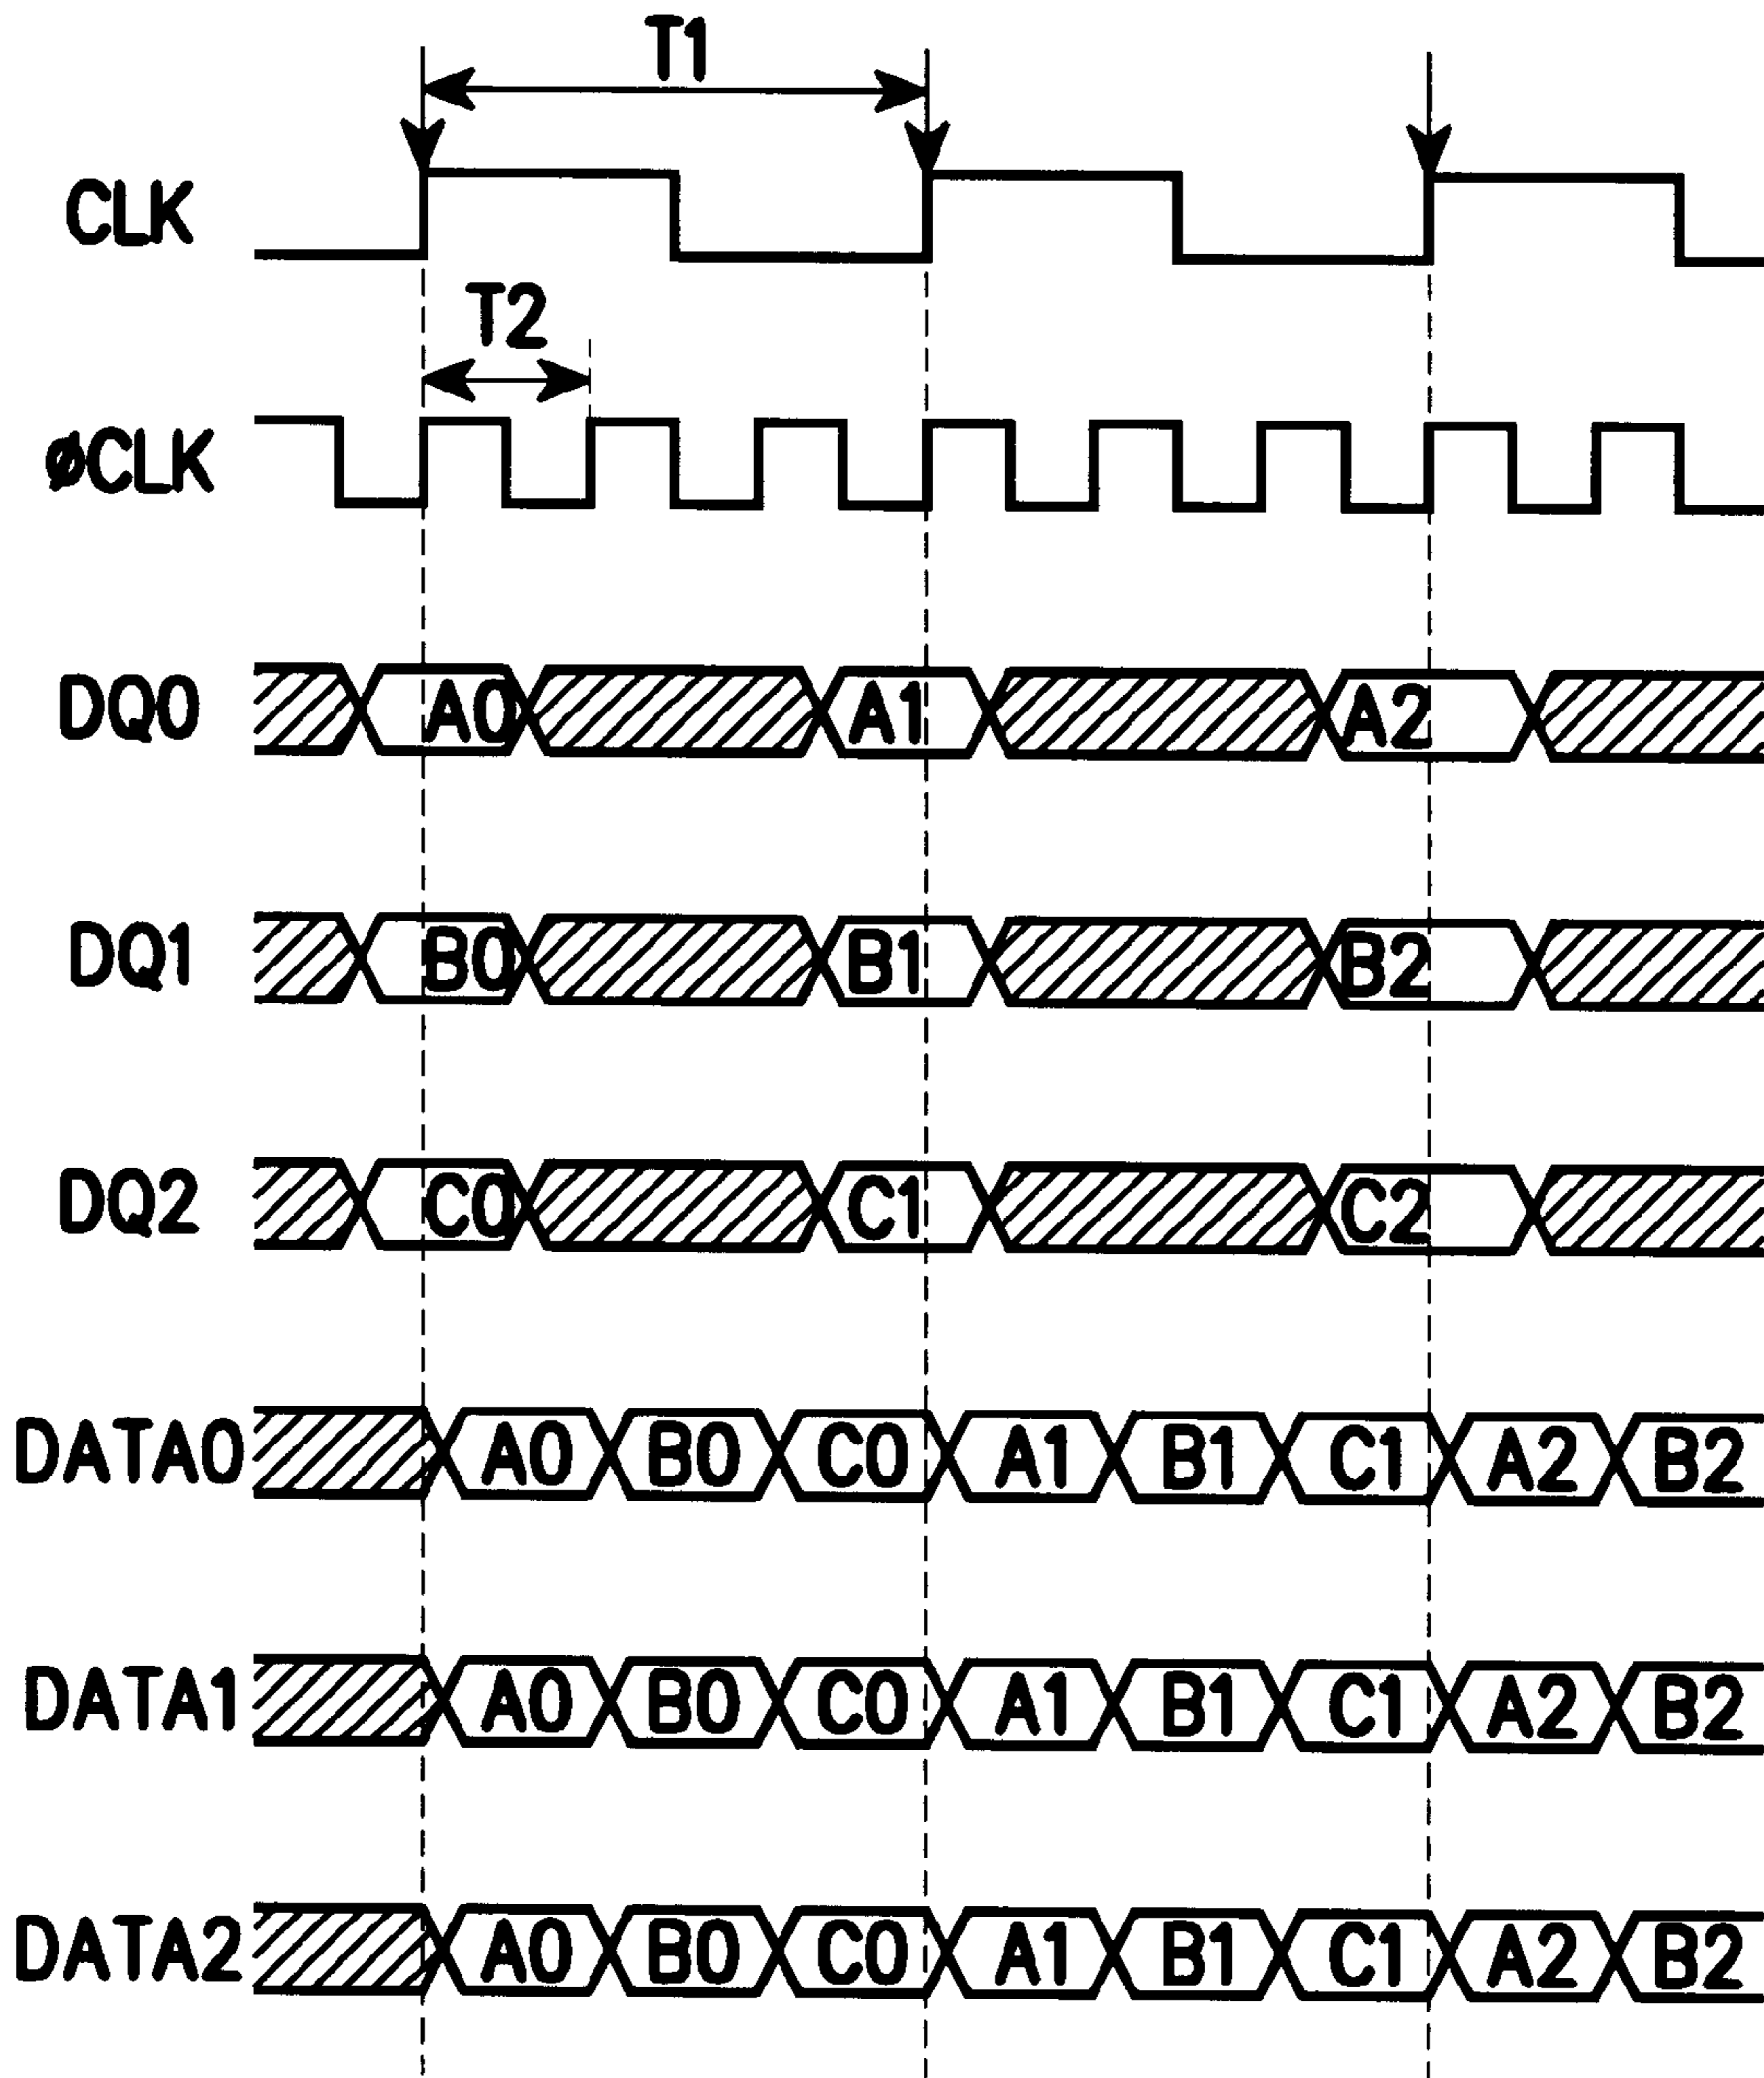 T1
CLK
T2
øCLK
DQ0 A0 A1 A2
DQ1 B0 B1 B2
DQ2 C0 C1 C2
DATA0 A0 B0 C0 A1 B1 C1 A2 B2
DATA1 A0 B0 C0 A1 B1 C1 A2 B2
DATA2 A0 B0 C0 A1 B1 C1 A2 B2